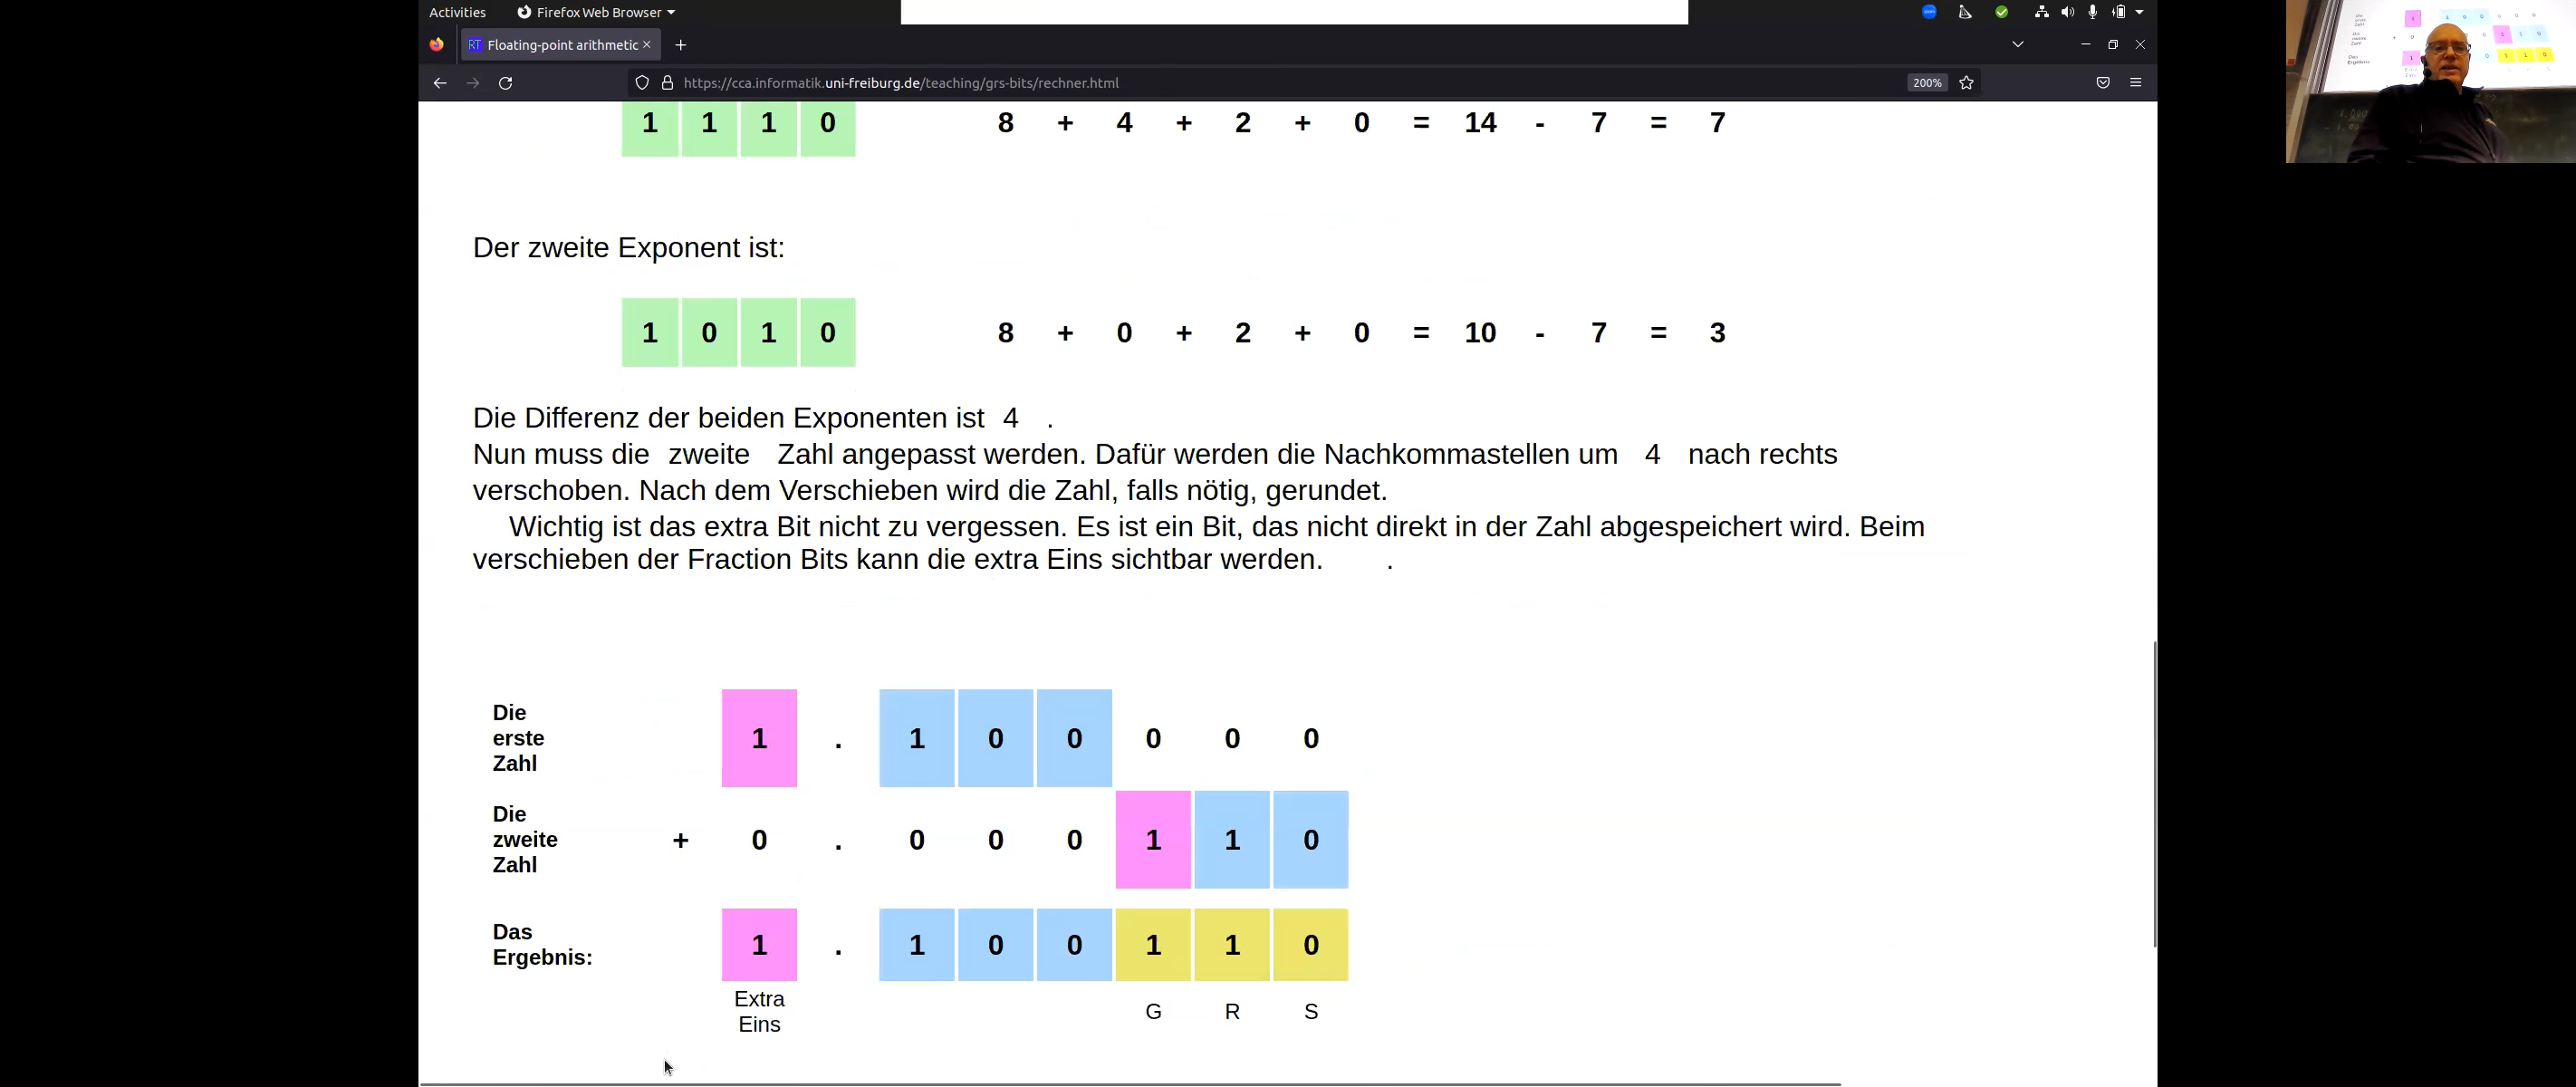 Activities Firefox Web Browser
Floating-point arithmetic
https://cca.informatik.uni-freiburg.de/teaching/grs-bits/rechner.html 200%
1 1 1 0 8 + 4 + 2 + 0 = 14 - 7 = 7
Der zweite Exponent ist:
1 0 1 0 8 + 0 + 2 + 0 = 10 - 7 = 3
Die Differenz der beiden Exponenten ist 4 .
Nun muss die zweite Zahl angepasst werden. Dafür werden die Nachkommastellen um 4 nach rechts
verschoben. Nach dem Verschieben wird die Zahl, falls nötig, gerundet.
Wichtig ist das extra Bit nicht zu vergessen. Es ist ein Bit, das nicht direkt in der Zahl abgespeichert wird. Beim
verschieben der Fraction Bits kann die extra Eins sichtbar werden. .
Die
erste
Zahl
1 . 1 0 0 0 0 0
Die
zweite
Zahl
+ 0 . 0 0 0 1 1 0
Das
Ergebnis:
1 . 1 0 0 1 1 0
Extra
Eins
G R S